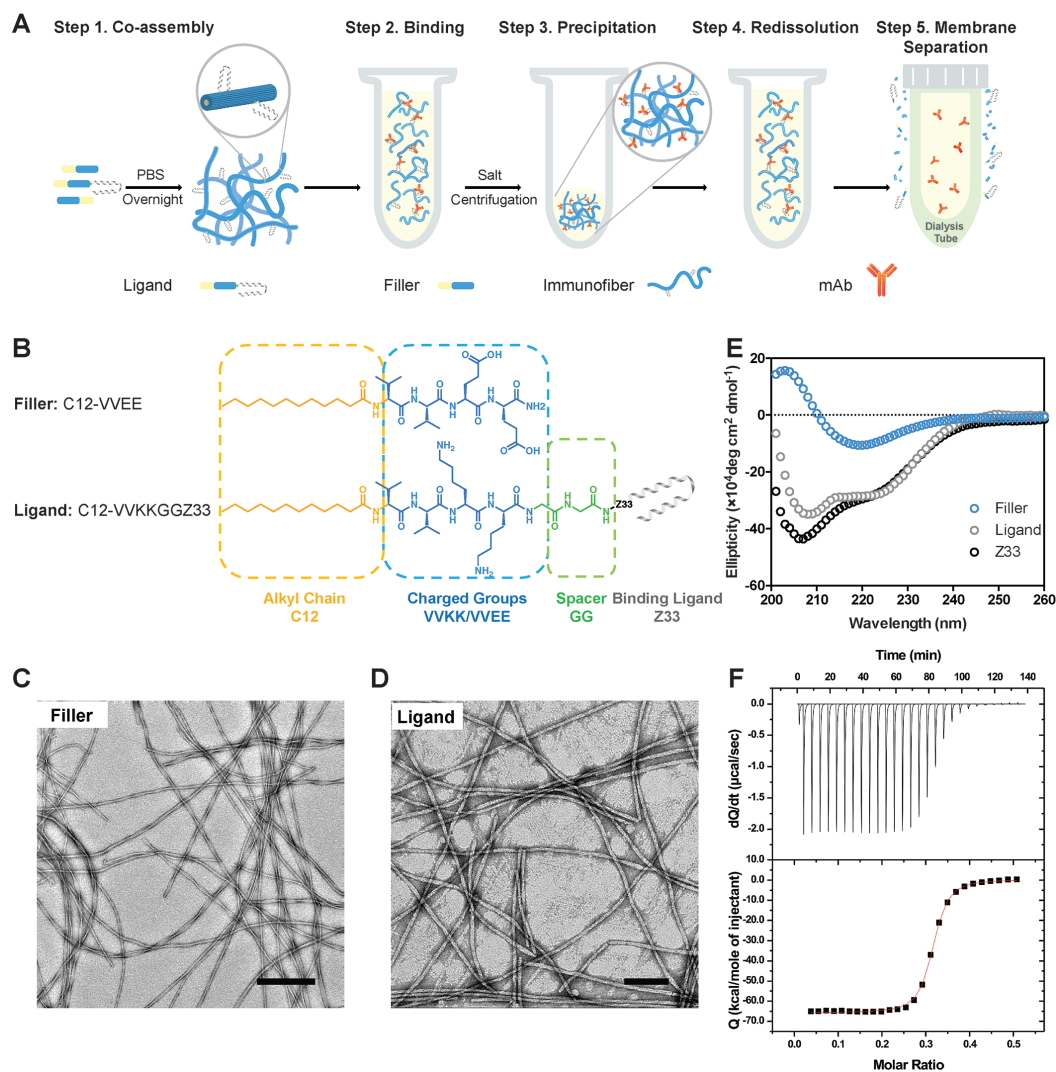 A
Step 1. Co-assembly
Step 2. Binding
Step 3. Precipitation
Step 4. Redissolution
Step 5. Membrane
Separation
PBS
Overnight
Salt
Centrifugation
Dialysis
Tube
Ligand
Filler
Immunofiber
mAb
B
Filler: C12-VVEE
O
N
H
O
H
N
O
N
H
O
OH
O
H
N
O
NH2
O
OH
Ligand: C12-VVKKGGZ33
O
N
H
O
H
N
O
N
H
NH2
O
H
N
NH2
O
N
H
O
H
N
O
N
H
Z33
Alkyl Chain
C12
Charged Groups
VVKK/VVEE
Spacer
GG
Binding Ligand
Z33
E
Ellipticity (×10⁴deg cm² dmol⁻¹)
20
0
-20
-40
-60
Filler
Ligand
Z33
200 210 220 230 240 250 260
Wavelength (nm)
C
Filler
D
Ligand
F
Time (min)
0 20 40 60 80 100 120 140
dQ/dt (μcal/sec)
0.0
-0.5
-1.0
-1.5
-2.0
10.0
Q (kcal/mole of injectant)
0.0
-10.0
-20.0
-30.0
-40.0
-50.0
-60.0
-70.0
0.0 0.1 0.2 0.3 0.4 0.5
Molar Ratio